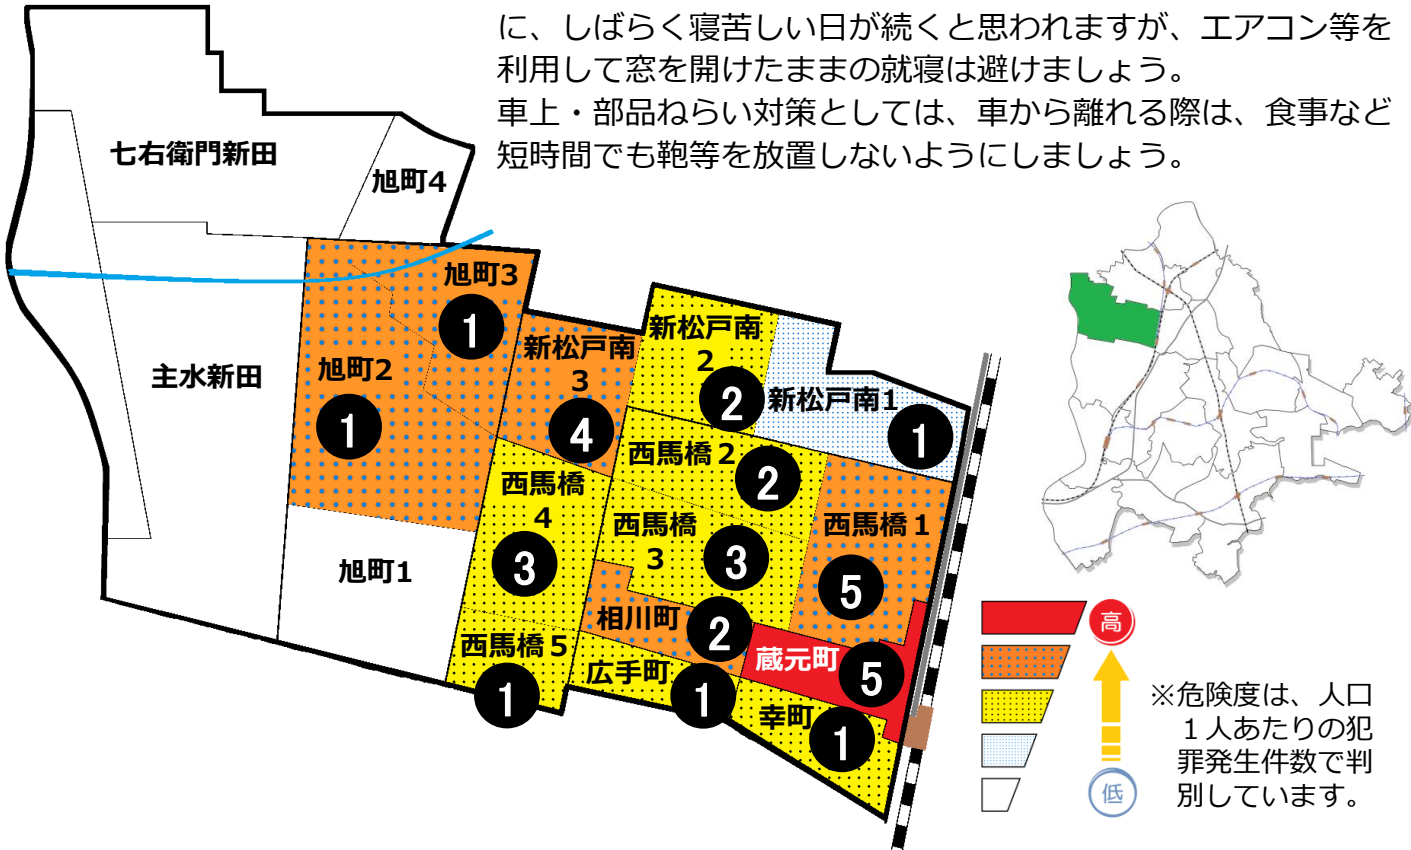 に、しばらく寝苦しい日が続くと思われますが、エアコン等を
利用して窓を開けたままの就寝は避けましょう。
車上・部品ねらい対策としては、車から離れる際は、食事など
短時間でも鞄等を放置しないようにしましょう。
七右衛門新田
旭町4
旭町3
1
主水新田
旭町2
1
新松戸南
3
4
新松戸南
2
2
新松戸南1
1
西馬橋2
2
西馬橋
4
3
西馬橋
3
3
西馬橋1
5
旭町1
相川町
2
西馬橋5
1
広手町
1
蔵元町
5
幸町
1
高
低
※危険度は、人口
1人あたりの犯
罪発生件数で判
別しています。